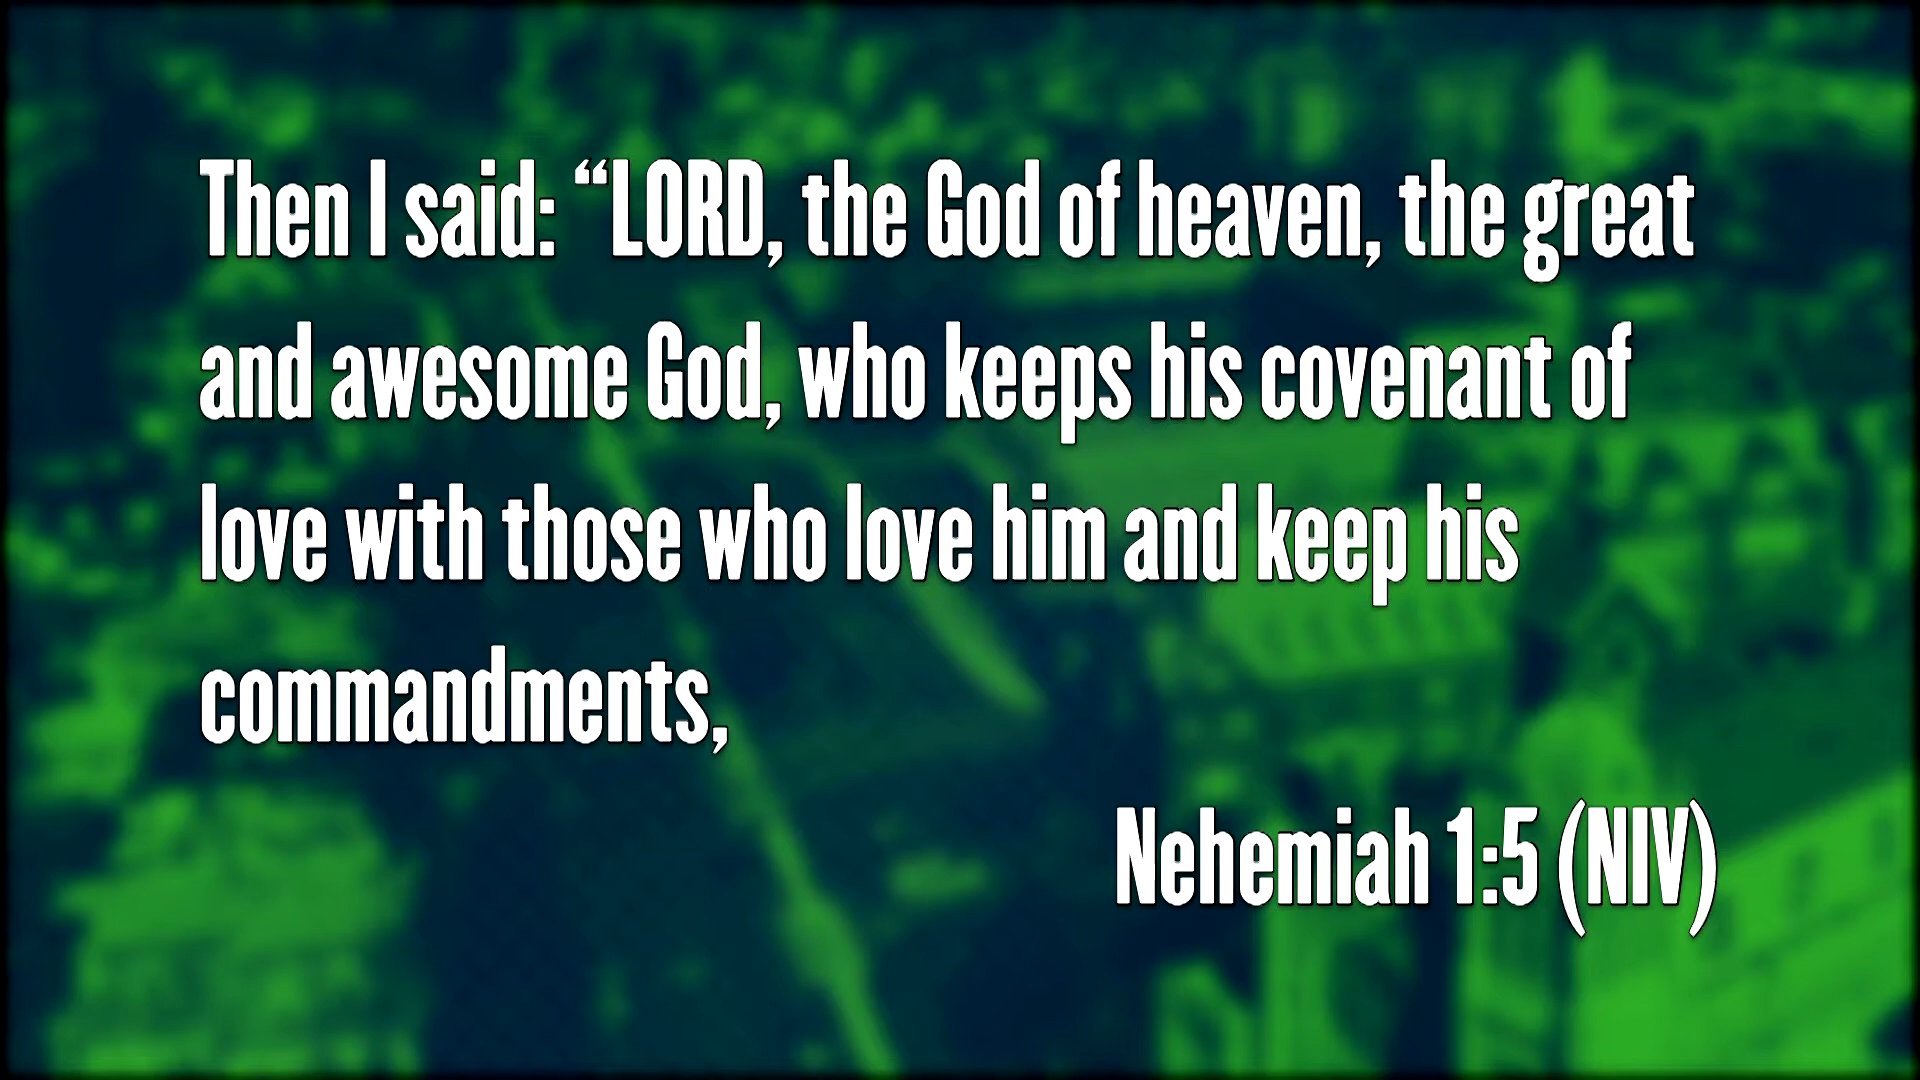 Then I said: “LORD, the God of heaven, the great
and awesome God, who keeps his covenant of
love with those who love him and keep his
commandments,
Nehemiah 1:5 (NIV)